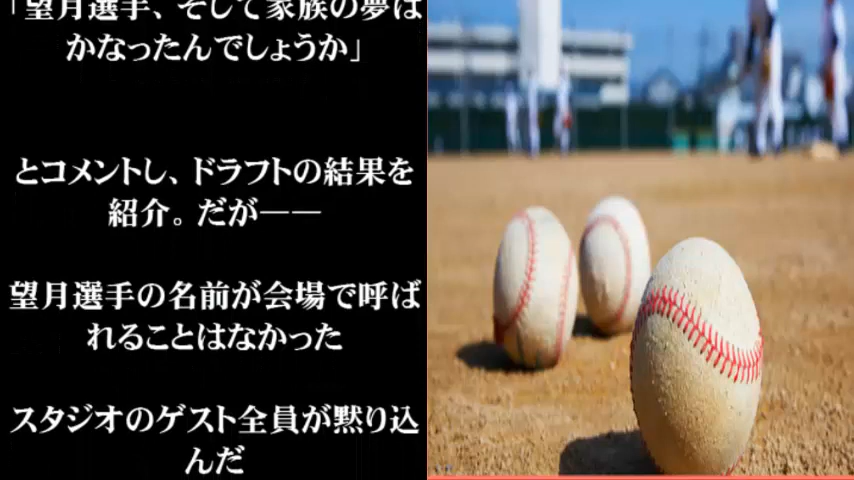 「望月選手、そして家族の夢は
かなったんでしょうか」
とコメントし、ドラフトの結果を
紹介。だが――
望月選手の名前が会場で呼ば
れることはなかった
スタジオのゲスト全員が黙り込
んだ